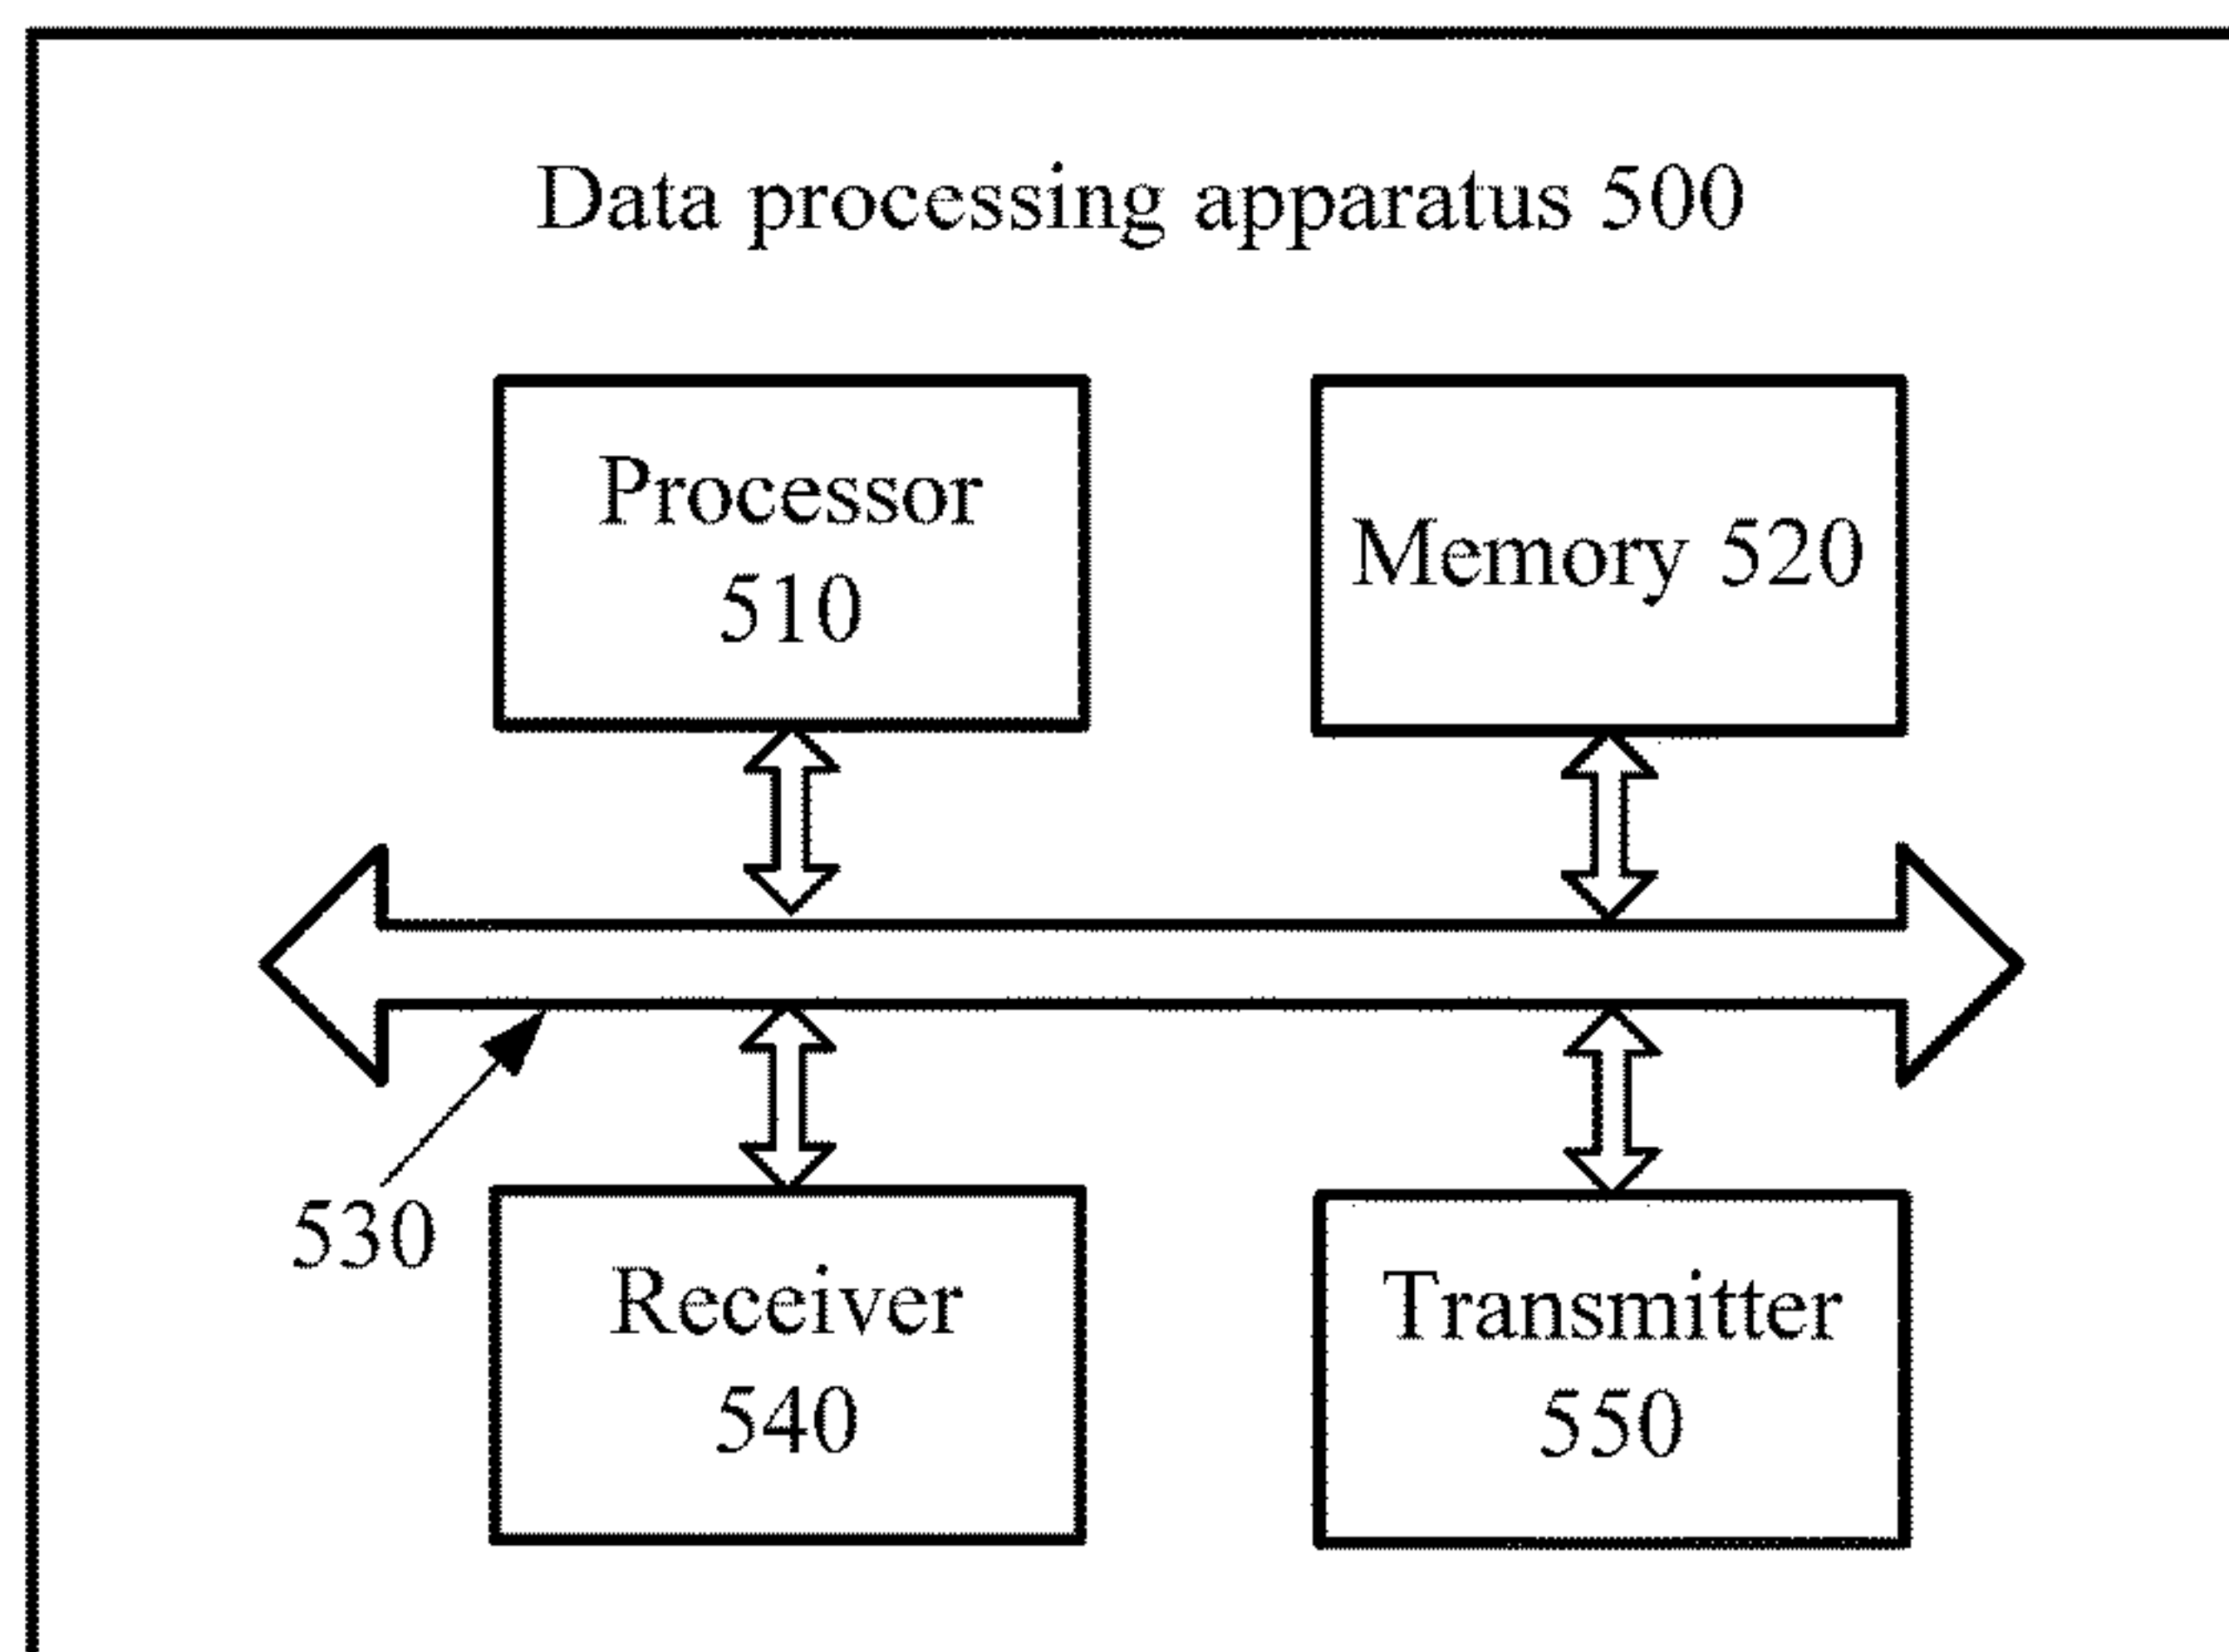 Data processing apparatus 500
Processor
510
Memory 520
530
Receiver
540
Transmitter
550